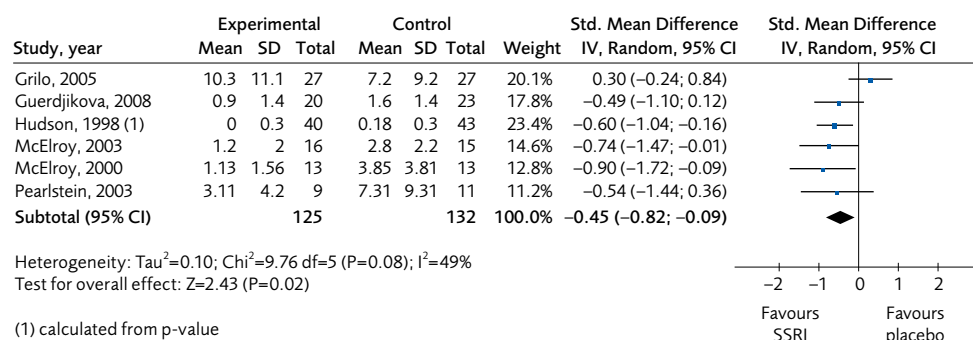 Experimental Control Std. Mean Difference Std. Mean Difference
Study, year Mean SD Total Mean SD Total Weight IV, Random, 95% CI IV, Random, 95% CI
Grilo, 2005 10.3 11.1 27 7.2 9.2 27 20.1% 0.30 (−0.24; 0.84)
Guerdjikova, 2008 0.9 1.4 20 1.6 1.4 23 17.8% −0.49 (−1.10; 0.12)
Hudson, 1998 (1) 0 0.3 40 0.18 0.3 43 23.4% −0.60 (−1.04; −0.16)
McElroy, 2003 1.2 2 16 2.8 2.2 15 14.6% −0.74 (−1.47; −0.01)
McElroy, 2000 1.13 1.56 13 3.85 3.81 13 12.8% −0.90 (−1.72; −0.09)
Pearlstein, 2003 3.11 4.2 9 7.31 9.31 11 11.2% −0.54 (−1.44; 0.36)
Subtotal (95% CI) 125 132 100.0% −0.45 (−0.82; −0.09)
Heterogeneity: Tau²=0.10; Chi²=9.76 df=5 (P=0.08); I²=49%
Test for overall effect: Z=2.43 (P=0.02)
−2 −1 0 1 2
Favours Favours
SSRI placebo
(1) calculated from p-value